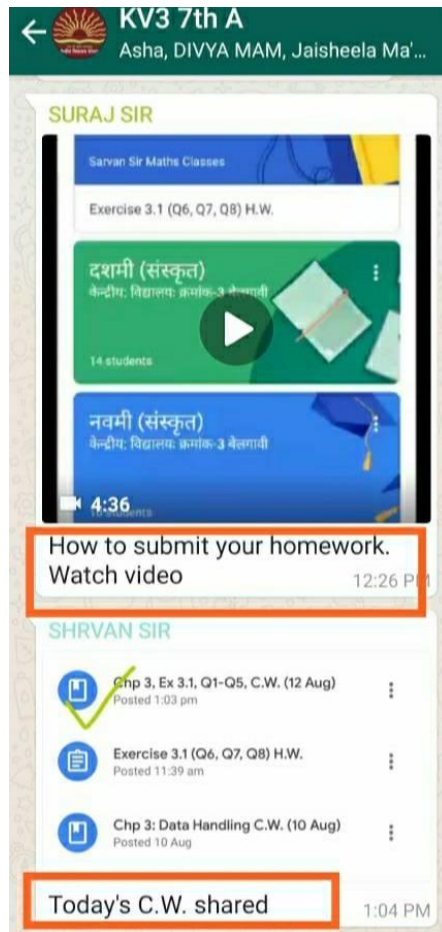 KV3 7th A
Asha, DIVYA MAM, Jaisheela Ma'...
SURAJ SIR
Sarvan Sir Maths Classes
Exercise 3.1 (Q6, Q7, Q8) H.W.
दशमी (संस्कृत)
केन्द्रीय: विद्यालय: क्रमांक-3 बेलगावी
14 students
नवमी (संस्कृत)
केन्द्रीय: विद्यालय: क्रमांक-3 बेलगावी
students
4:36
How to submit your homework.
Watch video
12:26 PM
SHRVAN SIR
Chp 3, Ex 3.1, Q1-Q5, C.W. (12 Aug)
Posted 1:03 pm
Exercise 3.1 (Q6, Q7, Q8) H.W.
Posted 11:39 am
Chp 3: Data Handling C.W. (10 Aug)
Posted 10 Aug
Today's C.W. shared
1:04 PM